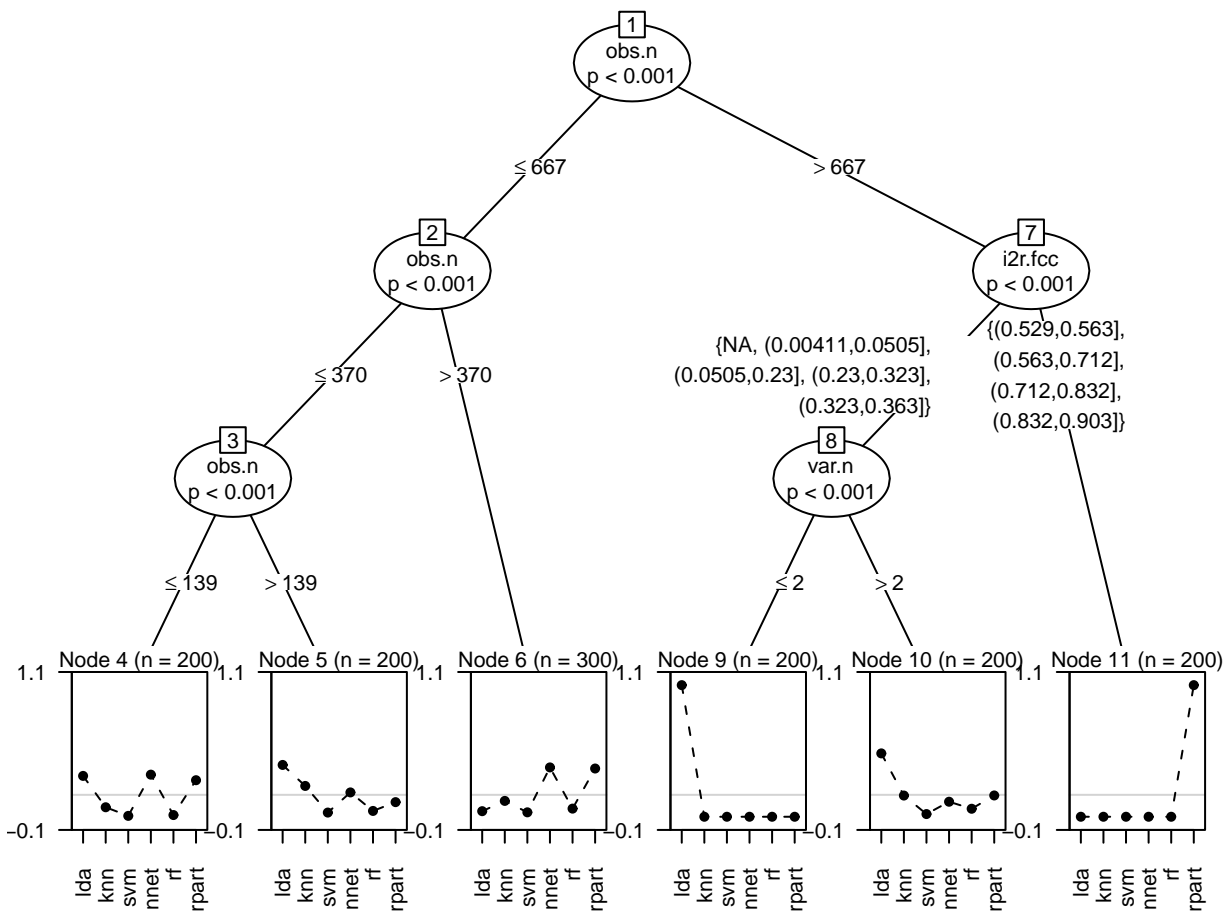 1
obs.n
p < 0.001
≤ 667
> 667
2
obs.n
p < 0.001
7
i2r.fcc
p < 0.001
≤ 370
> 370
{NA, (0.00411,0.0505],
(0.0505,0.23], (0.23,0.323],
(0.323,0.363]}
{(0.529,0.563],
(0.563,0.712],
(0.712,0.832],
(0.832,0.903]}
3
obs.n
p < 0.001
8
var.n
p < 0.001
≤ 139
> 139
≤ 2
> 2
Node 4 (n = 200)
1.1
−0.1
lda
knn
svm
nnet
rf
rpart
Node 5 (n = 200)
1.1
−0.1
lda
knn
svm
nnet
rf
rpart
Node 6 (n = 300)
1.1
−0.1
lda
knn
svm
nnet
rf
rpart
Node 9 (n = 200)
1.1
−0.1
lda
knn
svm
nnet
rf
rpart
Node 10 (n = 200)
1.1
−0.1
lda
knn
svm
nnet
rf
rpart
Node 11 (n = 200)
1.1
−0.1
lda
knn
svm
nnet
rf
rpart